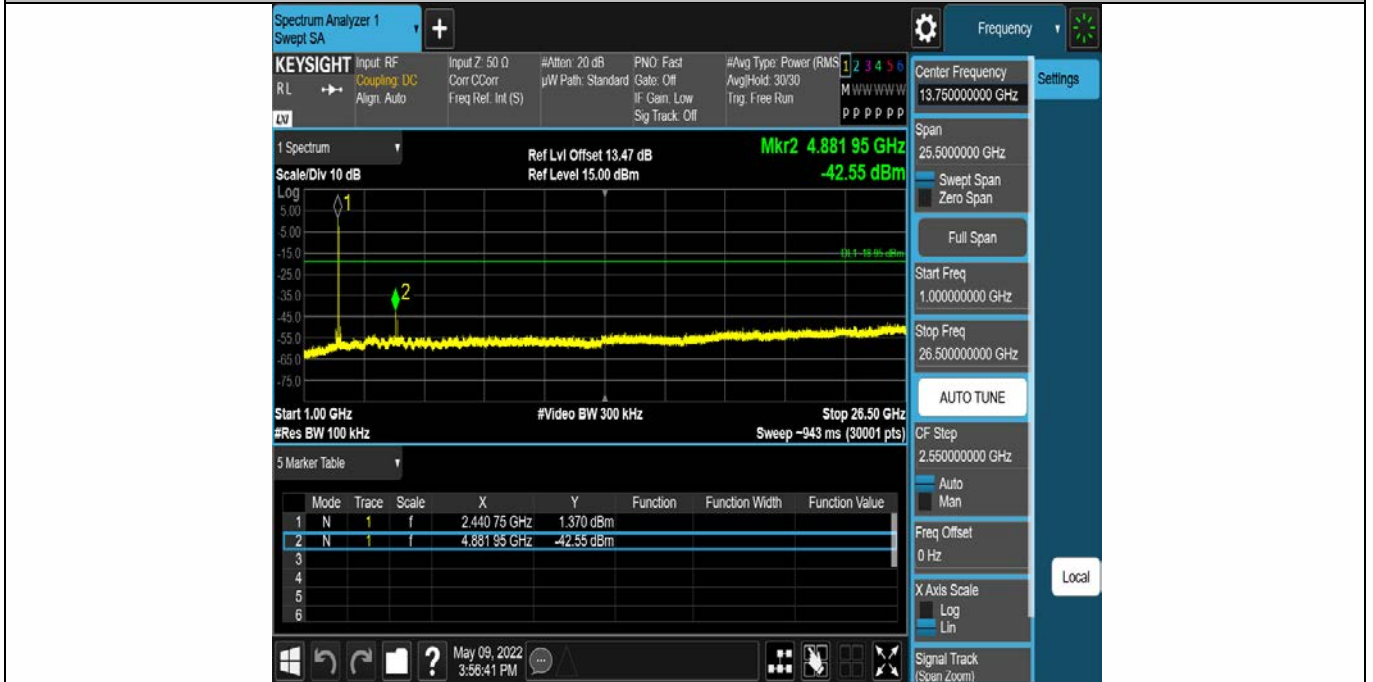 Spectrum Analyzer 1
Swept SA
+
Frequency
KEYSIGHT Input: RF Input Z: 50 Ω #Atten: 20 dB PNO: Fast #Avg Type: Power (RMS 1 2 3 4 5 6
RL Coupling: DC Corr CCorr µW Path: Standard Gate: Off Avg|Hold: 30/30 M W W W W W
Align: Auto Freq Ref: Int (S) IF Gain: Low Trig: Free Run
LXI Sig Track: Off P P P P P P
1 Spectrum
Ref Lvl Offset 13.47 dB Mkr2 4.881 95 GHz
Scale/Div 10 dB Ref Level 15.00 dBm -42.55 dBm
Log
1
5.00
-5.00
-15.0
DL1 -18.95 dBm
-25.0
2
-35.0
-45.0
-55.0
-65.0
-75.0
Start 1.00 GHz #Video BW 300 kHz Stop 26.50 GHz
#Res BW 100 kHz Sweep ~943 ms (30001 pts)
5 Marker Table
Mode Trace Scale X Y Function Function Width Function Value
1 N 1 f 2.440 75 GHz 1.370 dBm
2 N 1 f 4.881 95 GHz -42.55 dBm
3
4
5
6
? May 09, 2022
3:56:41 PM
Center Frequency
13.750000000 GHz
Settings
Span
25.5000000 GHz
Swept Span
Zero Span
Full Span
Start Freq
1.000000000 GHz
Stop Freq
26.500000000 GHz
AUTO TUNE
CF Step
2.550000000 GHz
Auto
Man
Freq Offset
0 Hz
Local
X Axis Scale
Log
Lin
Signal Track
(Span Zoom)